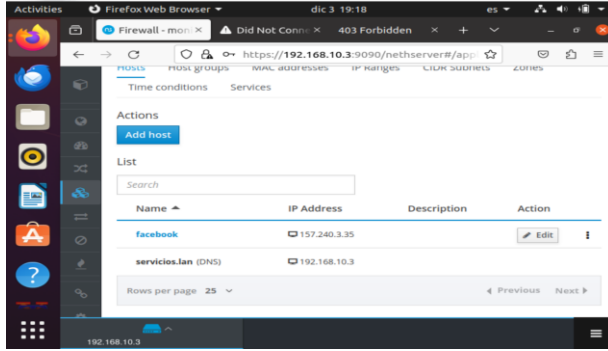 Activities Firefox Web Browser dic 3 19:18 es
Firewall - mon Did Not Conne 403 Forbidden
https://192.168.10.3:9090/nethserver#/app
Hosts Host groups MAC addresses IP Ranges CIDR subnets Zones
Time conditions Services
Actions
Add host
List
Search
Name IP Address Description Action
facebook 157.240.3.35 Edit
servicios.lan (DNS) 192.168.10.3
Rows per page 25 Previous Next
192.168.10.3